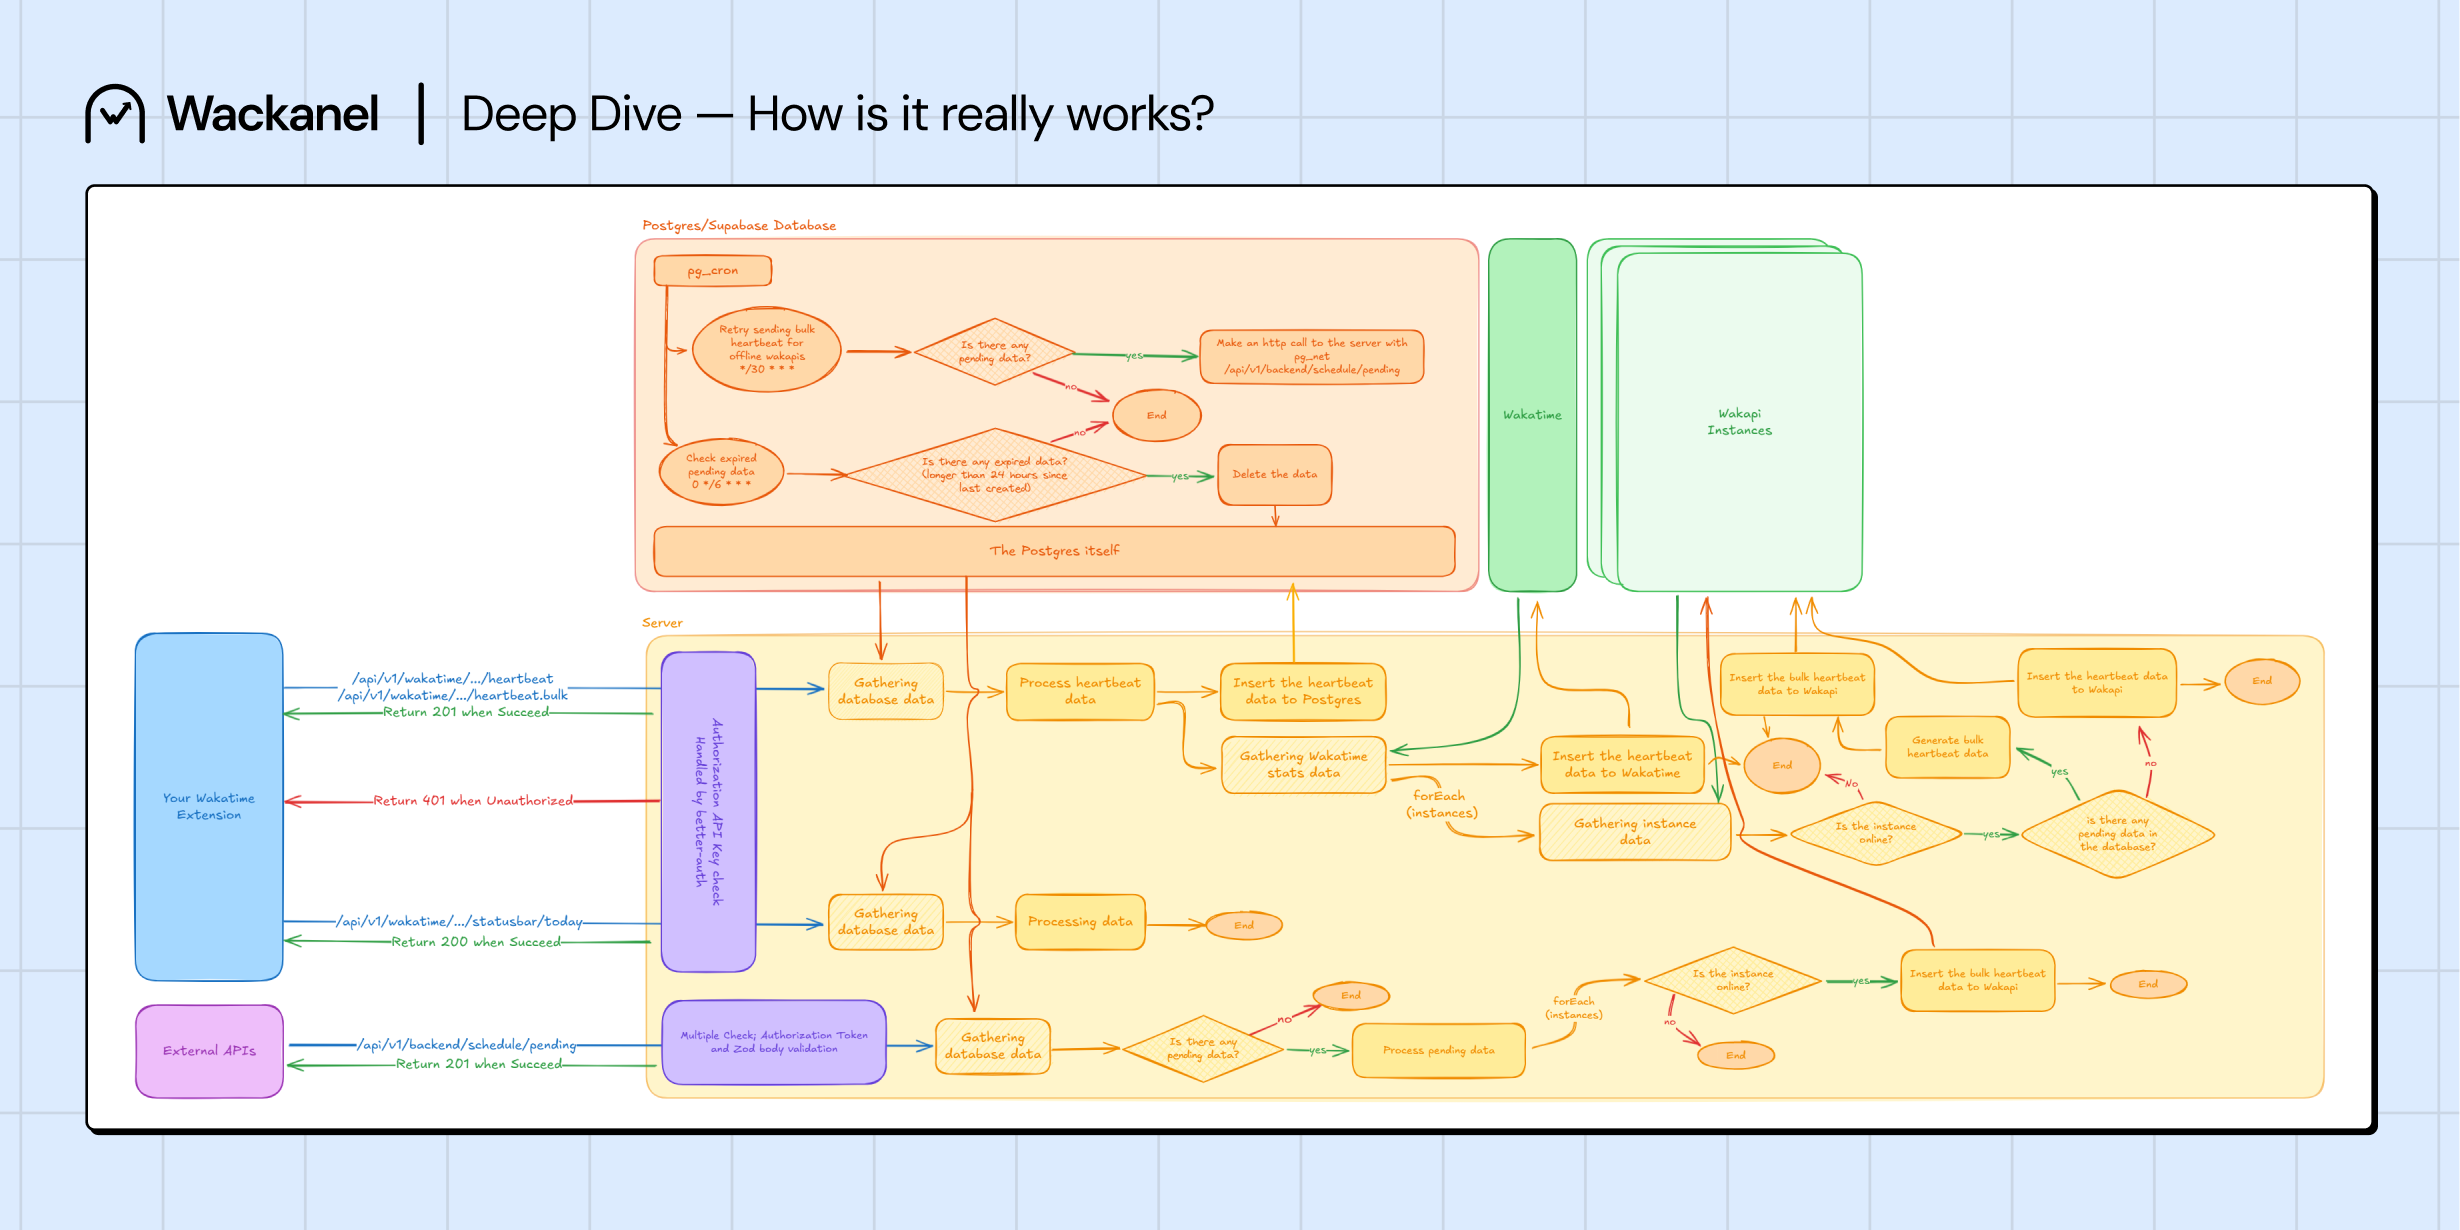 Wackanel
Deep Dive — How is it really works?
Postgres/Supabase Database
pg_cron
Retry sending bulk
heartbeat for
offline wakapis
*/30 * * *
Is there any
pending data?
yes
Make an http call to the server with
pg_net
/api/v1/backend/schedule/pending
no
End
no
Check expired
pending data
0 */6 * * *
Is there any expired data?
(longer than 24 hours since
last created)
yes
Delete the data
The Postgres itself
Wakatime
Wakapi
Instances
Server
Your Wakatime
Extension
/api/v1/wakatime/.../heartbeat
/api/v1/wakatime/.../heartbeat.bulk
Return 201 when Succeed
Return 401 when Unauthorized
/api/v1/wakatime/.../statusbar/today
Return 200 when Succeed
Authorization API Key check
Handled by better-auth
Gathering
database data
Process heartbeat
data
Insert the heartbeat
data to Postgres
Gathering Wakatime
stats data
Insert the heartbeat
data to Wakatime
forEach
(instances)
Gathering instance
data
Insert the bulk heartbeat
data to Wakapi
End
Generate bulk
heartbeat data
Insert the heartbeat data
to Wakapi
End
No
Is the instance
online?
yes
yes
no
is there any
pending data in
the database?
Gathering
database data
Processing data
End
External APIs
/api/v1/backend/schedule/pending
Return 201 when Succeed
Multiple Check; Authorization Token
and Zod body validation
Gathering
database data
Is there any
pending data?
no
End
yes
Process pending data
forEach
(instances)
Is the instance
online?
no
End
yes
Insert the bulk heartbeat
data to Wakapi
End